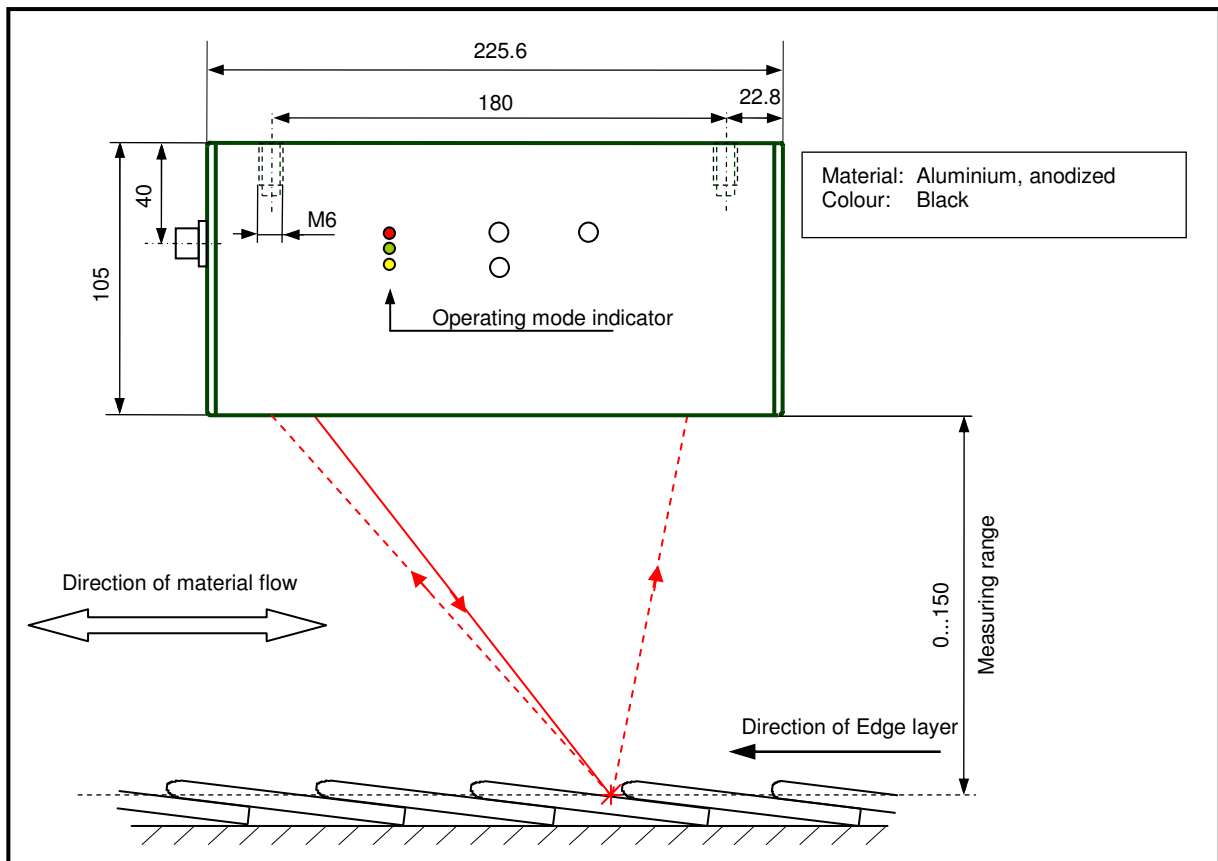 225.6
180
22.8
Material: Aluminium, anodized
Colour: Black
40
M6
105
Operating mode indicator
Direction of material flow
0...150
Measuring range
Direction of Edge layer